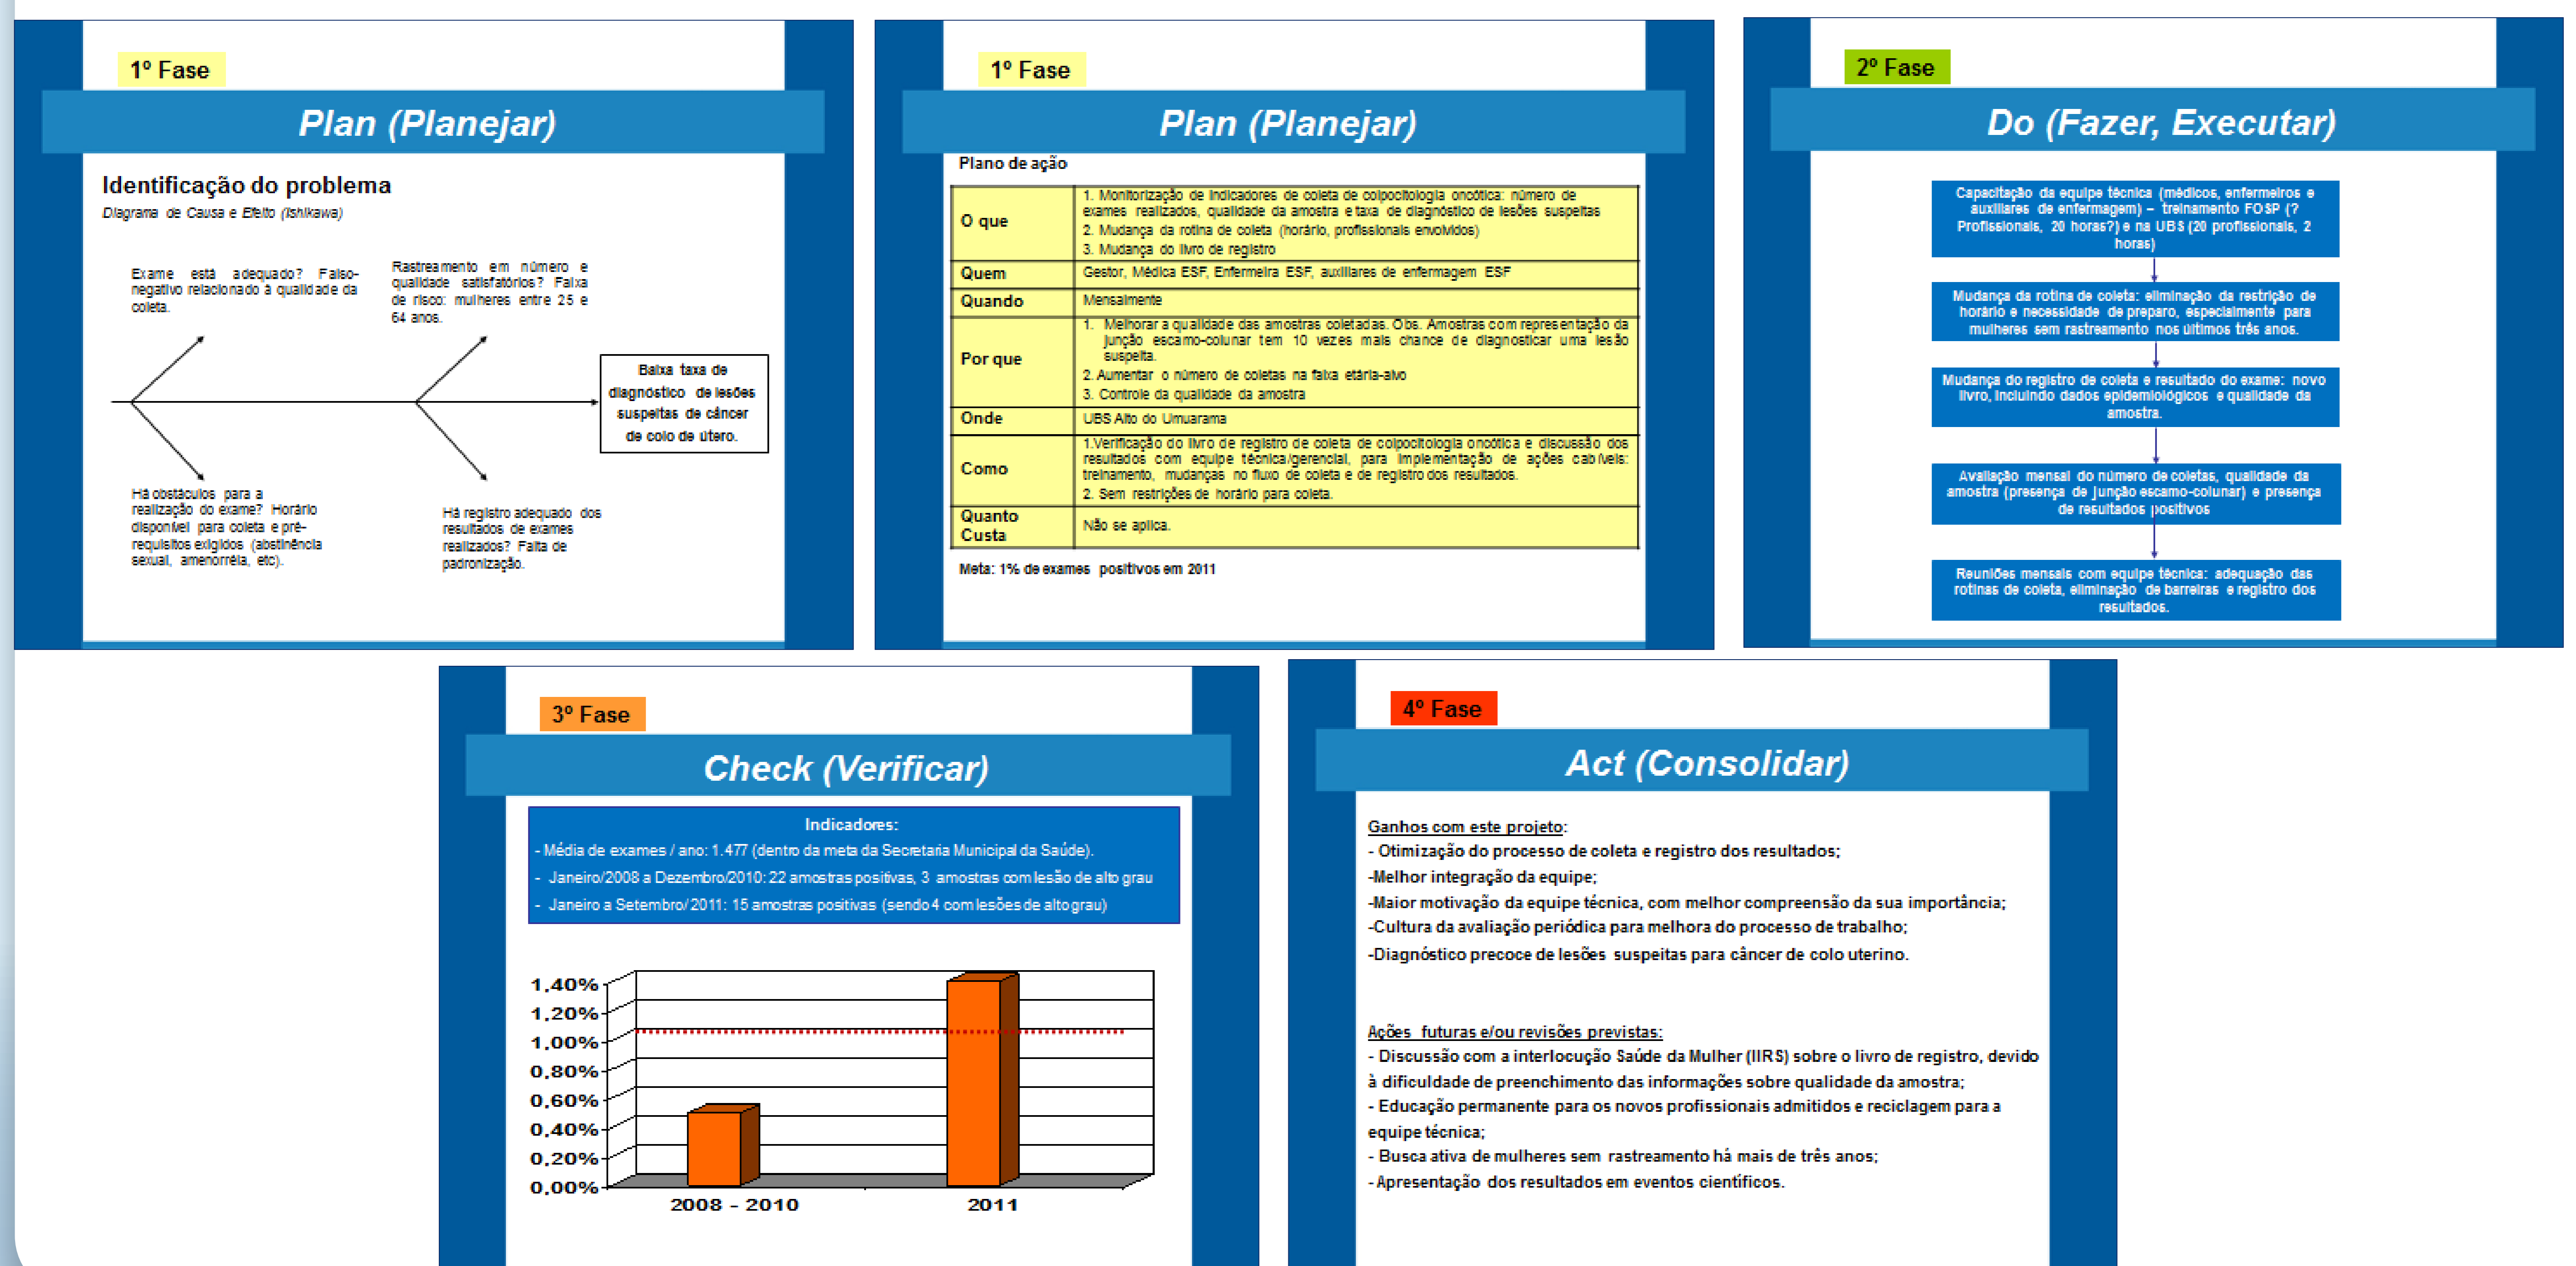 1º Fase
Plan (Planejar)
Identificação do problema
Diagrama de Causa e Efeito (Ishikawa)
Exame está adequado? Falso-
negativo relacionado à qualidade da
coleta.
Rastreamento em número e
qualidade satisfatórios? Faixa
de risco: mulheres entre 25 e
64 anos.
Baixa taxa de
diagnóstico de lesões
suspeitas de câncer
de colo de útero.
Há obstáculos para a
realização do exame? Horário
disponível para coleta e pré-
requisitos exigidos (abstinência
sexual, amenorréia, etc).
Há registro adequado dos
resultados de exames
realizados? Falta de
padronização.
1º Fase
Plan (Planejar)
Plano de ação
O que
1. Monitorização de indicadores de coleta de colpocitologia oncótica: número de
exames realizados, qualidade da amostra e taxa de diagnóstico de lesões suspeitas
2. Mudança da rotina de coleta (horário, profissionais envolvidos)
3. Mudança do livro de registro
Quem
Gestor, Médica ESF, Enfermeira ESF, auxiliares de enfermagem ESF
Quando
Mensalmente
Por que
1. Melhorar a qualidade das amostras coletadas. Obs. Amostras com representação da
junção escamo-colunar tem 10 vezes mais chance de diagnosticar uma lesão
suspeita.
2. Aumentar o número de coletas na faixa etária-alvo
3. Controle da qualidade da amostra
Onde
UBS Alto do Umuarama
Como
1.Verificação do livro de registro de coleta de colpocitologia oncótica e discussão dos
resultados com equipe técnica/gerencial, para implementação de ações cabíveis:
treinamento, mudanças no fluxo de coleta e de registro dos resultados.
2. Sem restrições de horário para coleta.
Quanto
Custa
Não se aplica.
Meta: 1% de exames positivos em 2011
2º Fase
Do (Fazer, Executar)
Capacitação da equipe técnica (médicos, enfermeiros e
auxiliares de enfermagem) – treinamento FOSP (?
Profissionais, 20 horas?) e na UBS (20 profissionais, 2
horas)
Mudança da rotina de coleta: eliminação da restrição de
horário e necessidade de preparo, especialmente para
mulheres sem rastreamento nos últimos três anos.
Mudança do registro de coleta e resultado do exame: novo
livro, incluindo dados epidemiológicos e qualidade da
amostra.
Avaliação mensal do número de coletas, qualidade da
amostra (presença de junção escamo-colunar) e presença
de resultados positivos
Reuniões mensais com equipe técnica: adequação das
rotinas de coleta, eliminação de barreiras e registro dos
resultados.
3º Fase
Check (Verificar)
Indicadores:
- Média de exames / ano: 1.477 (dentro da meta da Secretaria Municipal da Saúde).
- Janeiro/2008 a Dezembro/2010: 22 amostras positivas, 3 amostras com lesão de alto grau
- Janeiro a Setembro/ 2011: 15 amostras positivas (sendo 4 com lesões de alto grau)
1,40%
1,20%
1,00%
0,80%
0,60%
0,40%
0,20%
0,00%
2008 - 2010
2011
4º Fase
Act (Consolidar)
Ganhos com este projeto:
- Otimização do processo de coleta e registro dos resultados;
-Melhor integração da equipe;
-Maior motivação da equipe técnica, com melhor compreensão da sua importância;
-Cultura da avaliação periódica para melhora do processo de trabalho;
-Diagnóstico precoce de lesões suspeitas para câncer de colo uterino.
Ações futuras e/ou revisões previstas:
- Discussão com a interlocução Saúde da Mulher (IIRS) sobre o livro de registro, devido
à dificuldade de preenchimento das informações sobre qualidade da amostra;
- Educação permanente para os novos profissionais admitidos e reciclagem para a
equipe técnica;
- Busca ativa de mulheres sem rastreamento há mais de três anos;
- Apresentação dos resultados em eventos científicos.